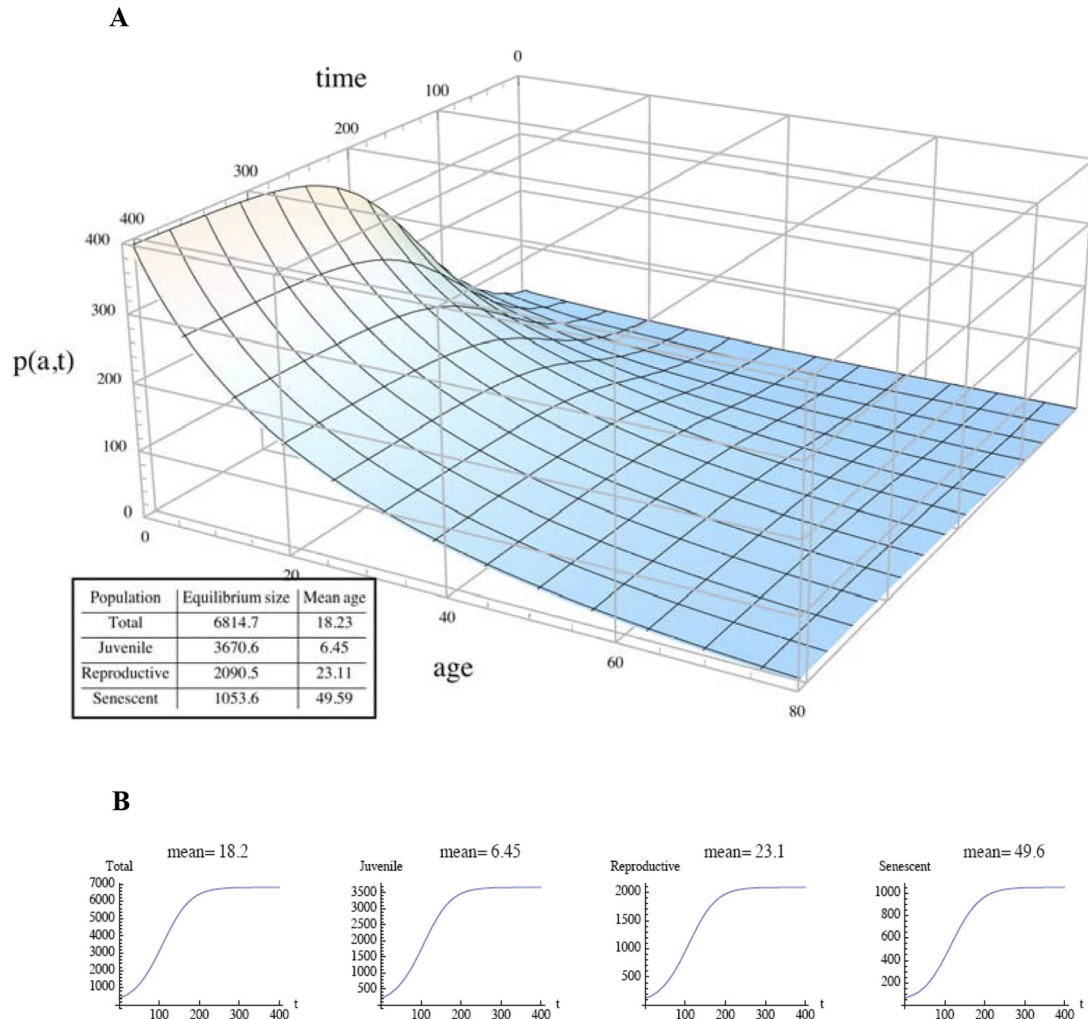 A
0
time
100
200
300
400
400
300
p(a,t)
200
100
0
0
20
40
60
80
age
Population Equilibrium size Mean age
Total 6814.7 18.23
Juvenile 3670.6 6.45
Reproductive 2090.5 23.11
Senescent 1053.6 49.59
B
mean= 18.2
Total
7000
6000
5000
4000
3000
2000
1000
100 200 300 400 t
mean= 6.45
Juvenile
3500
3000
2500
2000
1500
1000
500
100 200 300 400 t
mean= 23.1
Reproductive
2000
1500
1000
500
100 200 300 400 t
mean= 49.6
Senescent
1000
800
600
400
200
100 200 300 400 t